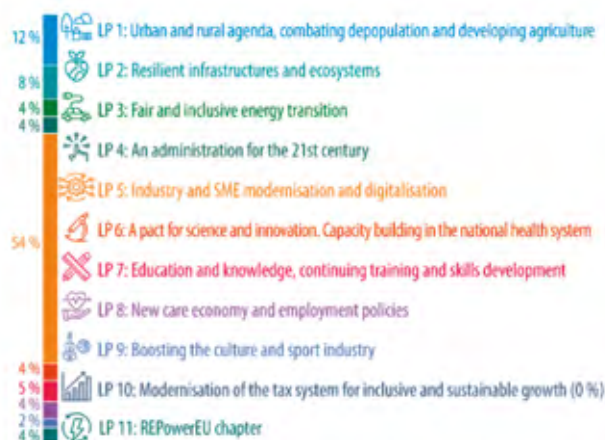 12 %
LP 1: Urban and rural agenda, combating depopulation and developing agriculture
8 %
LP 2: Resilient infrastructures and ecosystems
4 %
LP 3: Fair and inclusive energy transition
4 %
LP 4: An administration for the 21st century
LP 5: Industry and SME modernisation and digitalisation
54 %
LP 6: A pact for science and innovation. Capacity building in the national health system
LP 7: Education and knowledge, continuing training and skills development
LP 8: New care economy and employment policies
LP 9: Boosting the culture and sport industry
4 %
5 %
LP 10: Modernisation of the tax system for inclusive and sustainable growth (0 %)
4 %
2 %
4 %
LP 11: REPowerEU chapter